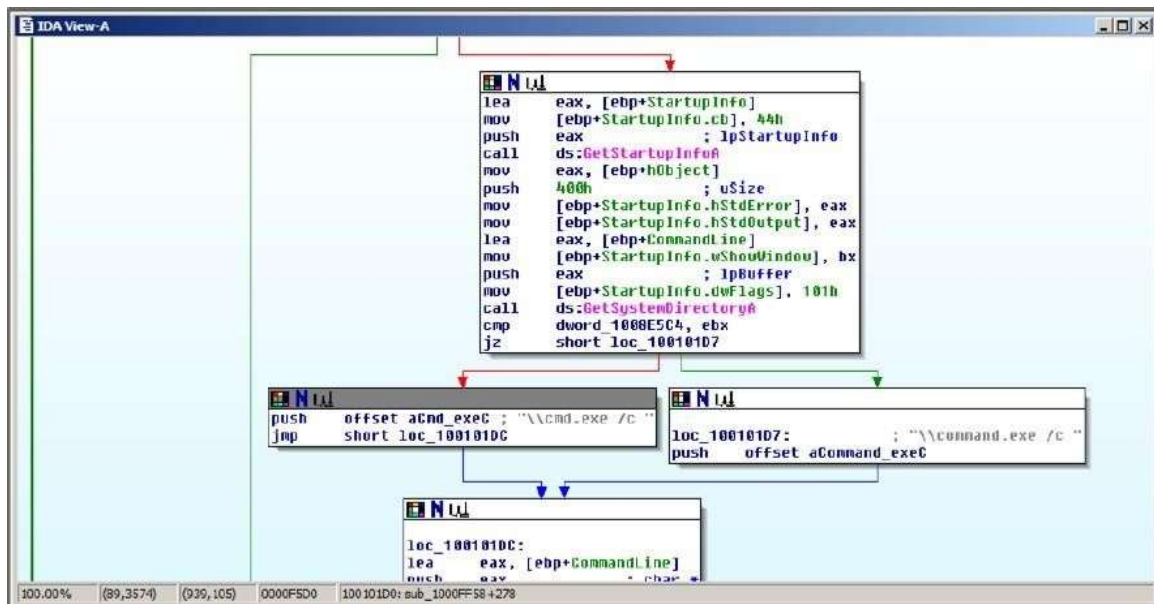 IDA View-A
lea eax, [ebp+StartupInfo]
mov [ebp+StartupInfo.cb], 44h
push eax ; lpStartupInfo
call ds:GetStartupInfoA
mov eax, [ebp+hObject]
push 400h ; uSize
mov [ebp+StartupInfo.hStdError], eax
mov [ebp+StartupInfo.hStdOutput], eax
lea eax, [ebp+CommandLine]
mov [ebp+StartupInfo.wShowWindow], bx
push eax ; lpBuffer
mov [ebp+StartupInfo.dwFlags], 101h
call ds:GetSystemDirectoryA
cmp dword_1008E5C4, ebx
jz short loc_100101D7
push offset aCmd_exeC ; "\\cmd.exe /c "
jmp short loc_100101DC
loc_100101D7: ; "\\command.exe /c "
push offset aCommand_exeC
loc_100101DC:
lea eax, [ebp+CommandLine]
push eax ; char *
100.00% (89,3574) (939,105) 0000F5D0 100101D0: sub_1000FF58+278